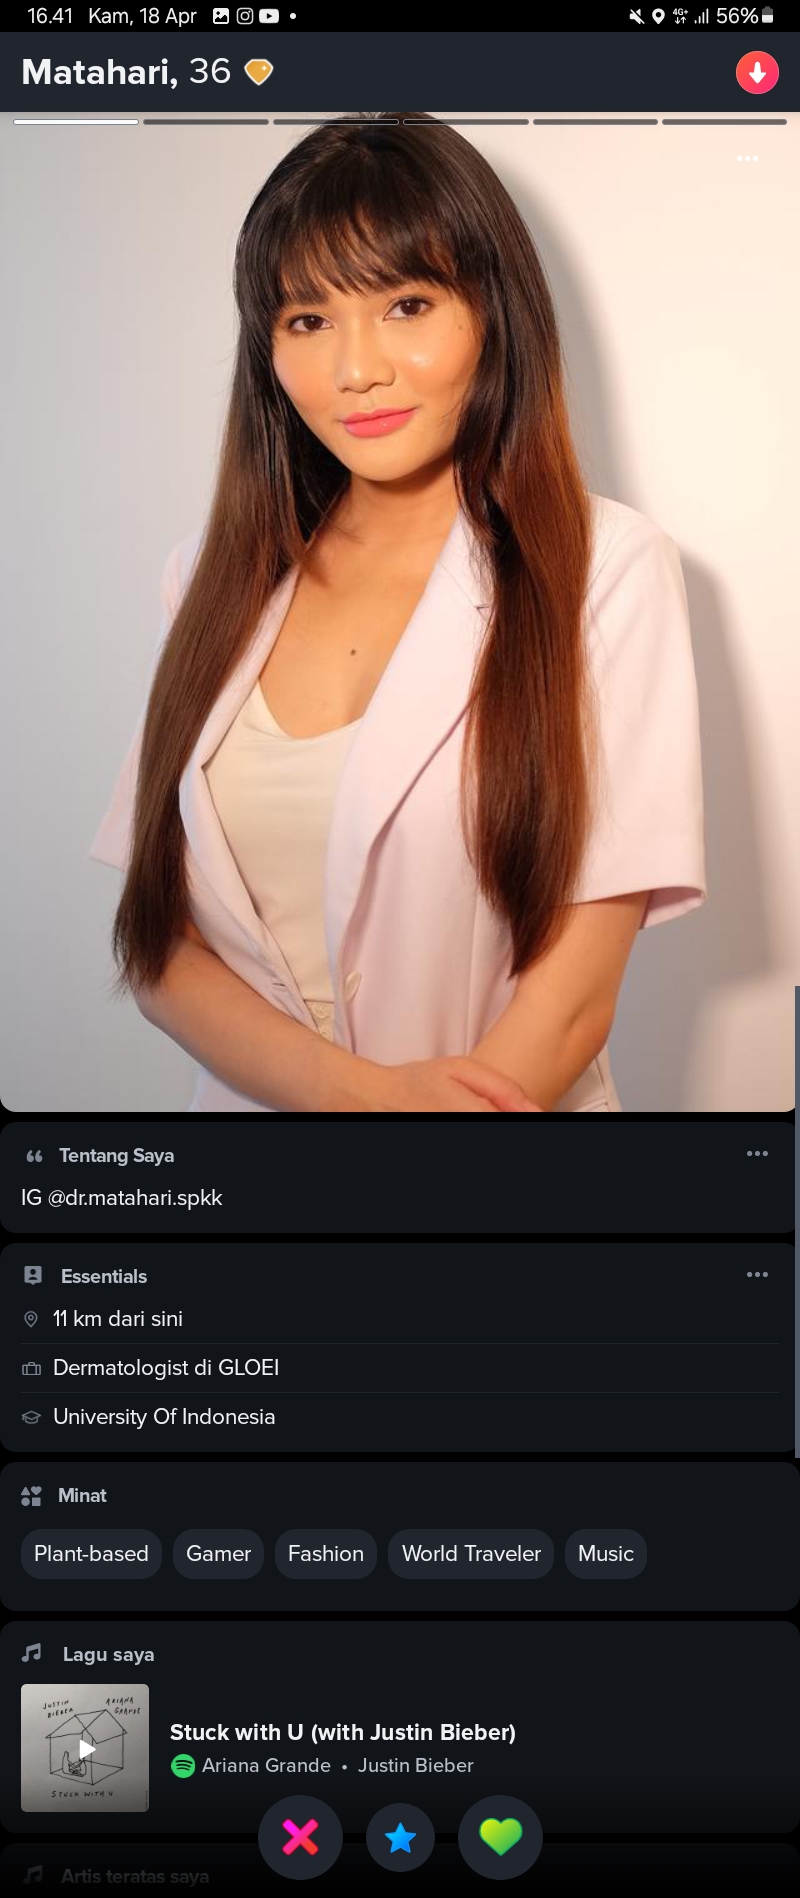 16.41 Kam, 18 Apr 4G+ 56%
Matahari, 36
Tentang Saya
IG @dr.matahari.spkk
Essentials
11 km dari sini
Dermatologist di GLOEI
University Of Indonesia
Minat
Plant-based Gamer Fashion World Traveler Music
Lagu saya
JUSTIN BIEBER ARIANA GRANDE
STUCK WITH U
Stuck with U (with Justin Bieber)
Ariana Grande • Justin Bieber
Artis teratas saya